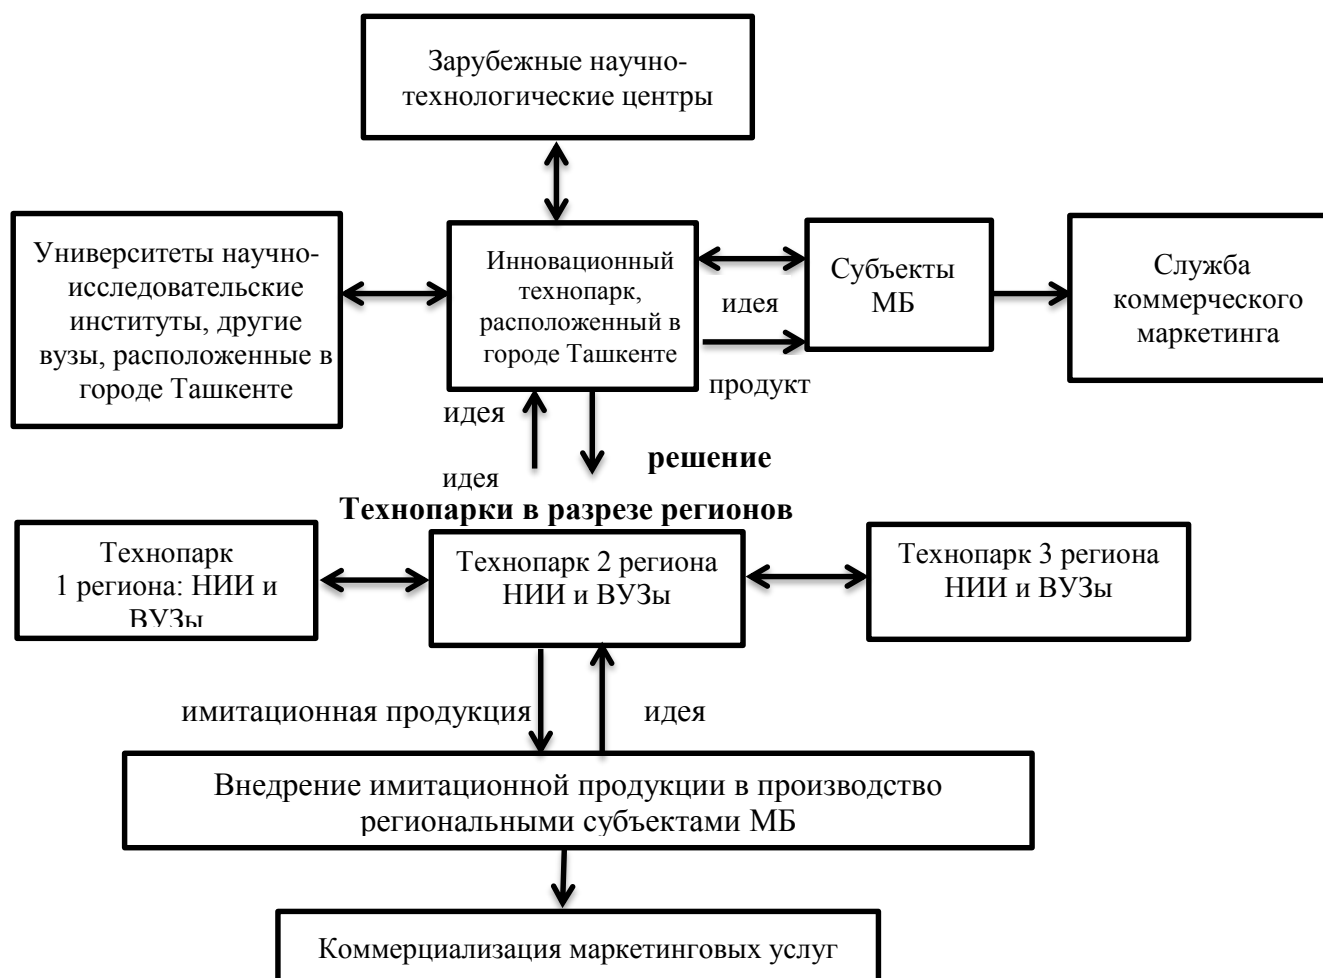 Зарубежные научно-
технологические центры
Университеты научно-
исследовательские
институты, другие
вузы, расположенные в
городе Ташкенте
Инновационный
технопарк,
расположенный в
городе Ташкенте
идея
продукт
Субъекты
МБ
Служба
коммерческого
маркетинга
идея
решение
идея
Технопарки в разрезе регионов
Технопарк
1 региона: НИИ и
ВУЗы
Технопарк 2 региона
НИИ и ВУЗы
Технопарк 3 региона
НИИ и ВУЗы
имитационная продукция
идея
Внедрение имитационной продукции в производство
региональными субъектами МБ
Коммерциализация маркетинговых услуг